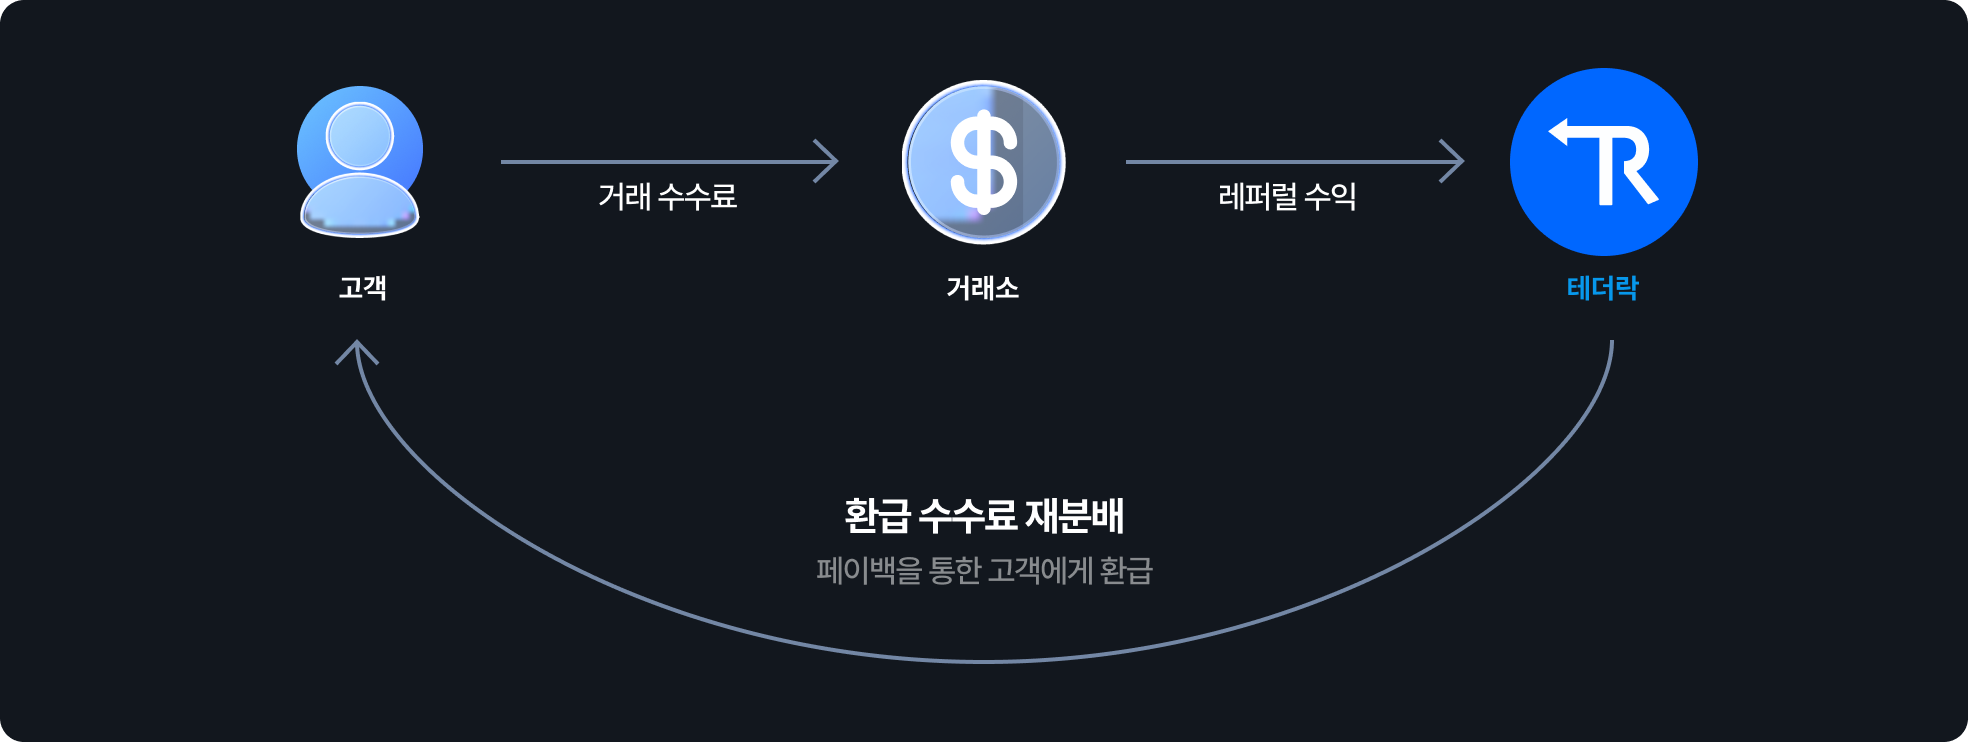 거래 수수료
레퍼럴 수익
고객
거래소
테더락
환급 수수료 재분배
페이백을 통한 고객에게 환급